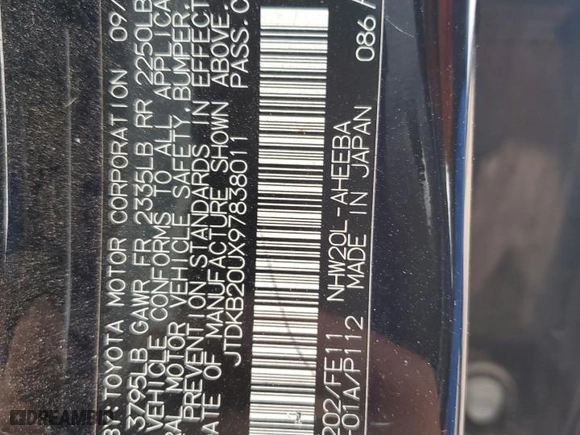 BY TOYOTA MOTOR CORPORATION 09/
3795LB GAWR FR 2335LB RR 2250LB
VEHICLE CONFORMS TO ALL APPLICA
RAL MOTOR VEHICLE SAFETY, BUMPER,
PREVENTION STANDARDS IN EFFECT
DATE OF MANUFACTURE SHOWN ABOVE
JTDKB20UX97838011 PASS.C
202/FE11 NHW20L-AHEEBA
-01A/P112 MADE IN JAPAN 086
DREAMBID